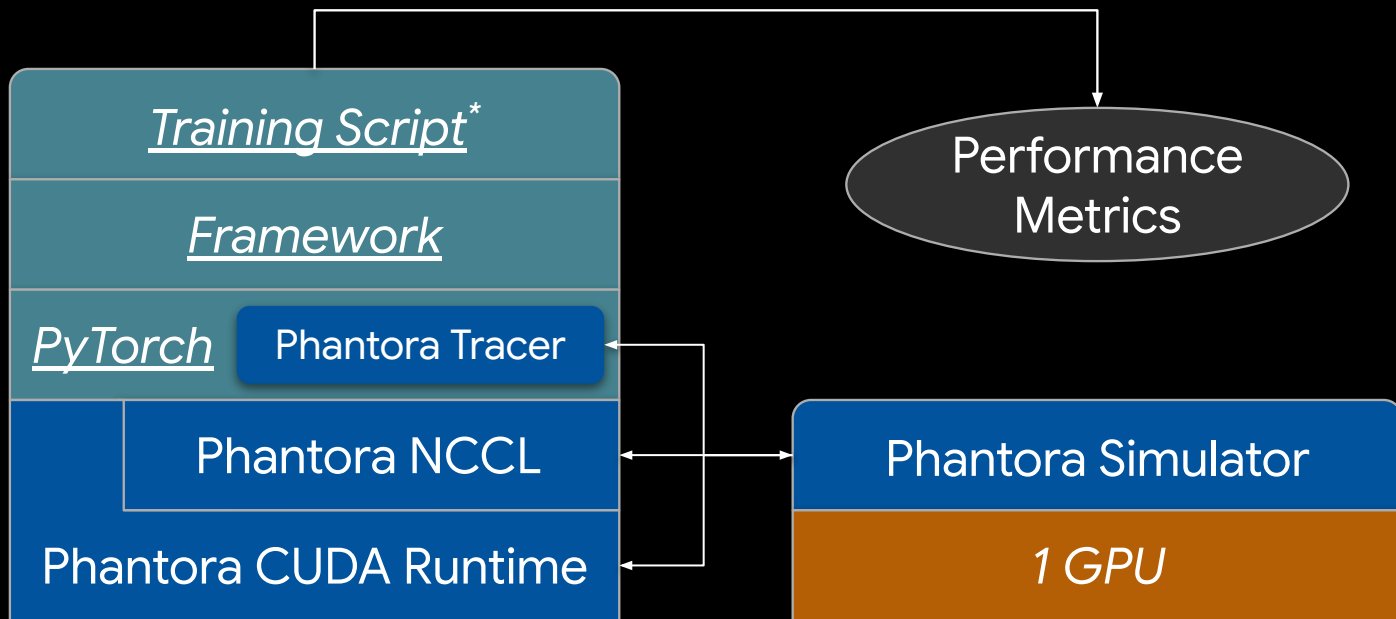 Training Script*
Framework
PyTorch
Phantora Tracer
Phantora NCCL
Phantora CUDA Runtime
Performance
Metrics
Phantora Simulator
1 GPU